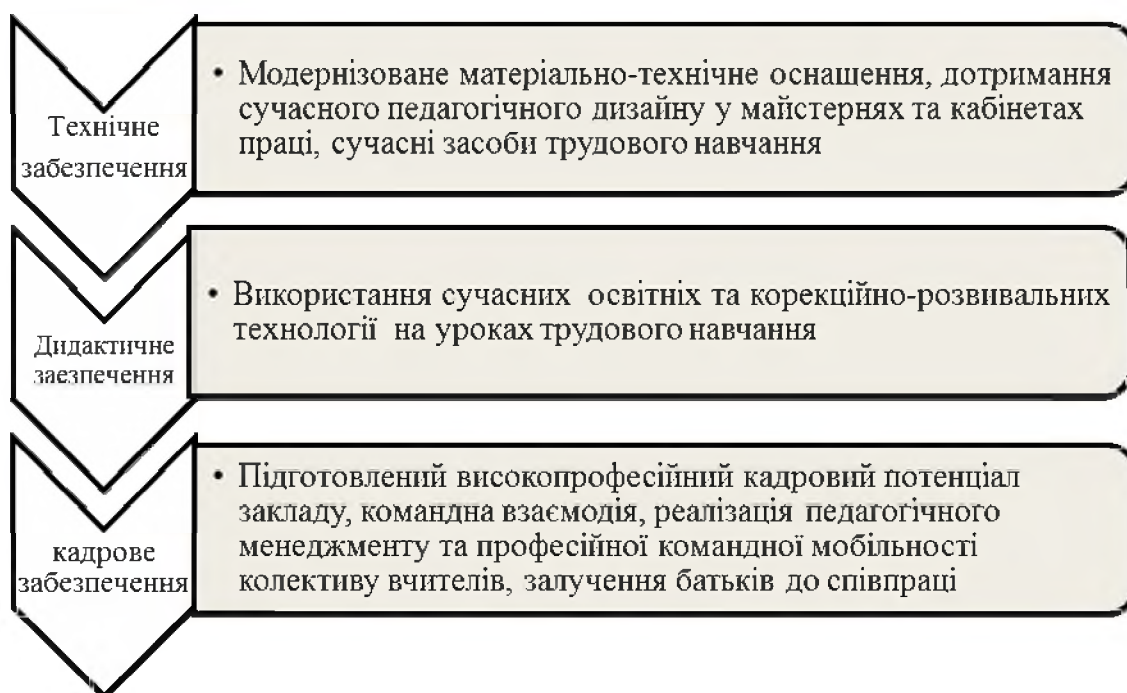 Технічне
забезпечення
• Модернізоване матеріально-технічне оснащення, дотримання
сучасного педагогічного дизайну у майстернях та кабінетах
праці, сучасні засоби трудового навчання
Дидактичне
заезпечення
• Використання сучасних освітніх та корекційно-розвивальних
технології на уроках трудового навчання
кадрове
забезпечення
• Підготовлений високопрофесійний кадровий потенціал
закладу, командна взаємодія, реалізація педагогічного
менеджменту та професійної командної мобільності
колективу вчителів, залучення батьків до співпраці